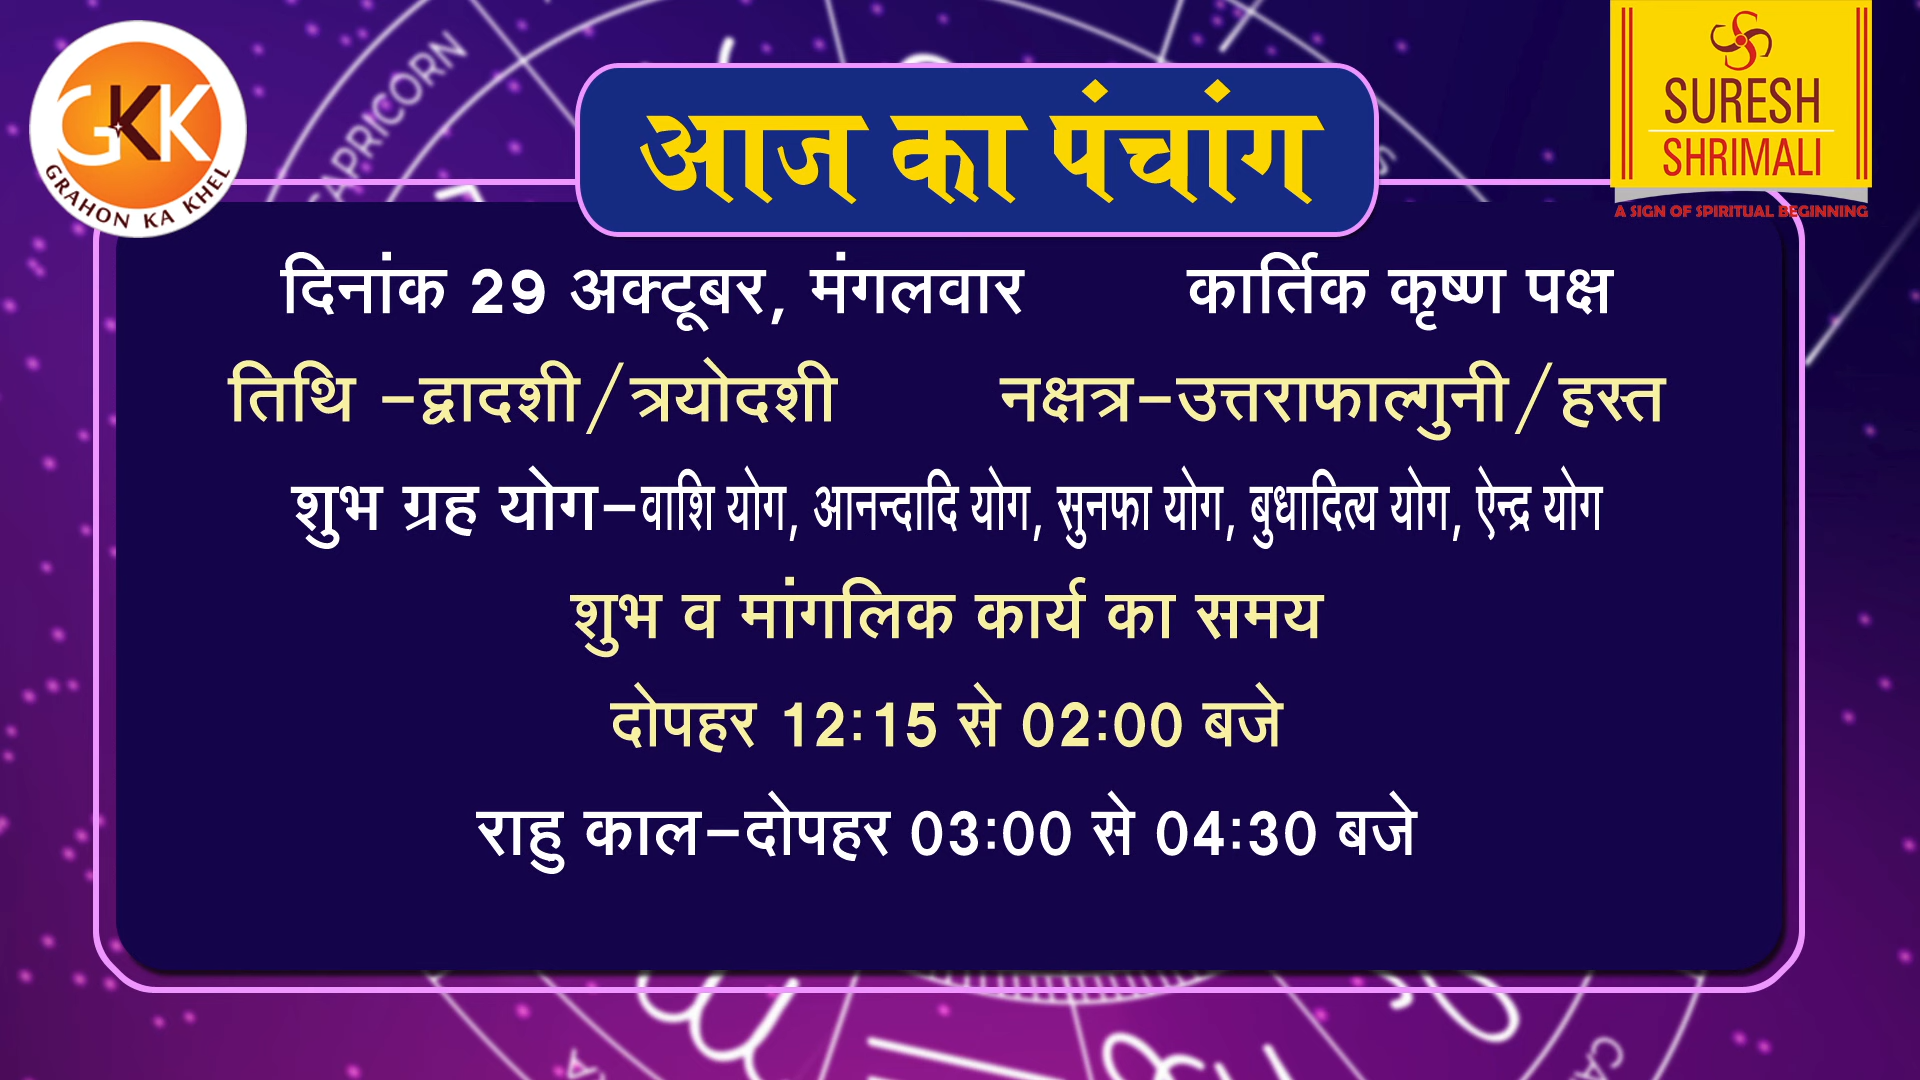 GKK
GRAHON KA KHEL
CAPRICORN
आज का पंचांग
SURESH
SHRIMALI
A SIGN OF SPIRITUAL BEGINNING
दिनांक 29 अक्टूबर, मंगलवार कार्तिक कृष्ण पक्ष
तिथि -द्वादशी/त्रयोदशी नक्षत्र-उत्तराफाल्गुनी/हस्त
शुभ ग्रह योग-वाशि योग, आनन्दादि योग, सुनफा योग, बुधादित्य योग, ऐन्द्र योग
शुभ व मांगलिक कार्य का समय
दोपहर 12:15 से 02:00 बजे
राहु काल-दोपहर 03:00 से 04:30 बजे